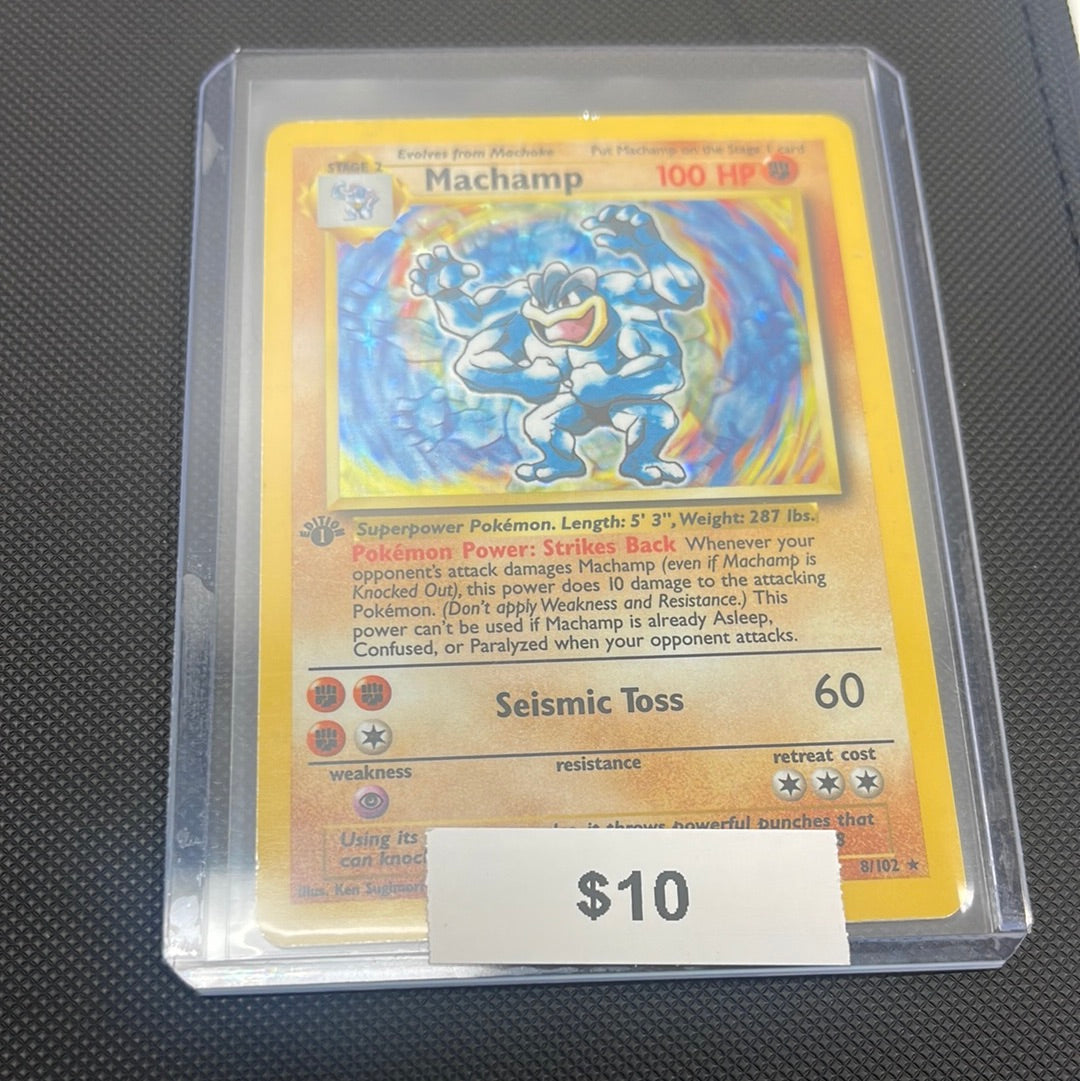 Evolves from Machoke Put Machamp on the Stage 1 card
STAGE 2
Machamp 100 HP
EDITION
1
Superpower Pokémon. Length: 5' 3", Weight: 287 lbs.
Pokémon Power: Strikes Back Whenever your
opponent's attack damages Machamp (even if Machamp is
Knocked Out), this power does 10 damage to the attacking
Pokémon. (Don't apply Weakness and Resistance.) This
power can't be used if Machamp is already Asleep,
Confused, or Paralyzed when your opponent attacks.
Seismic Toss 60
weakness resistance retreat cost
Using its it throws powerful punches that
can knoc
Illus. Ken Sugimori 8/102 ★
$10